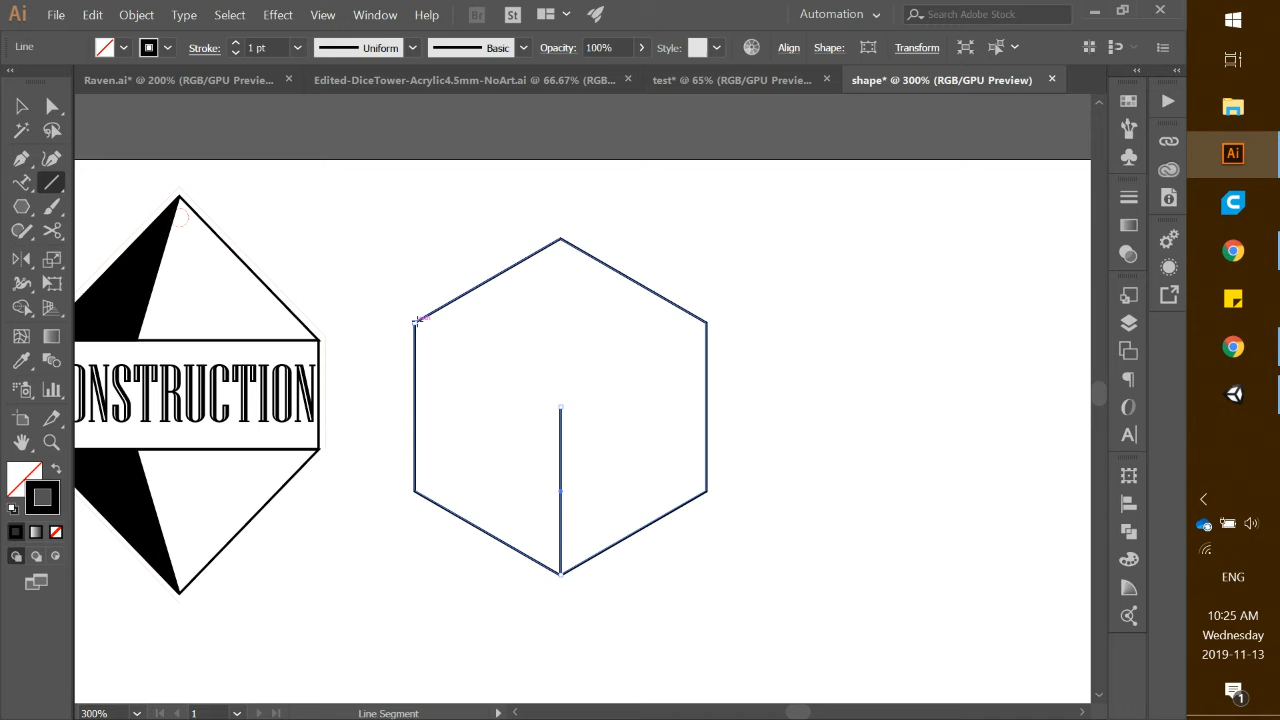 Ai File Edit Object Type Select Effect View Window Help Br St Automation Search Adobe Stock
Line Stroke: 1 pt Uniform Basic Opacity: 100% Style: Align Shape: Transform
Raven.ai* @ 200% (RGB/GPU Previe... Edited-DiceTower-Acrylic4.5mm-NoArt.ai @ 66.67% (RGB... test* @ 65% (RGB/GPU Previe... shape* @ 300% (RGB/GPU Preview)
Ai
ONSTRUCTION
ENG
10:25 AM
Wednesday
2019-11-13
1
300% 1 Line Segment